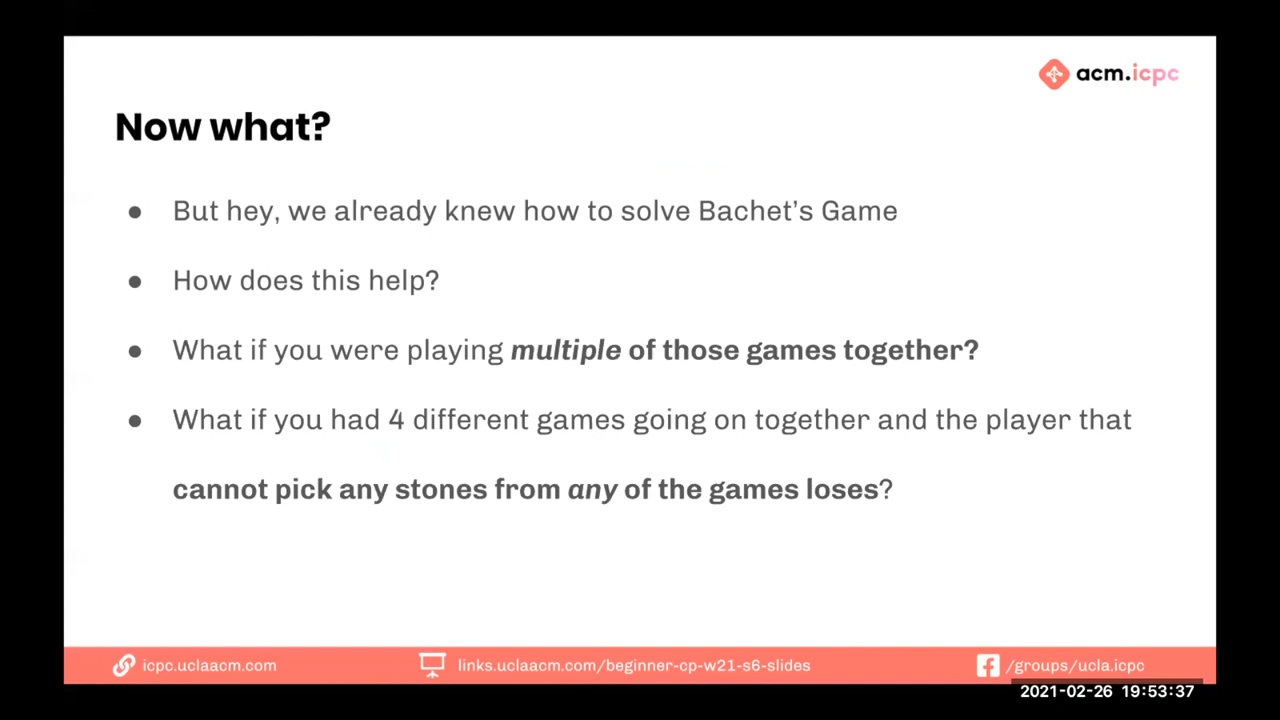 acm.icpc
Now what?
● But hey, we already knew how to solve Bachet’s Game
● How does this help?
● What if you were playing multiple of those games together?
● What if you had 4 different games going on together and the player that
cannot pick any stones from any of the games loses?
icpc.uclaacm.com
links.uclaacm.com/beginner-cp-w21-s6-slides
/groups/ucla.icpc
2021-02-26 19:53:37